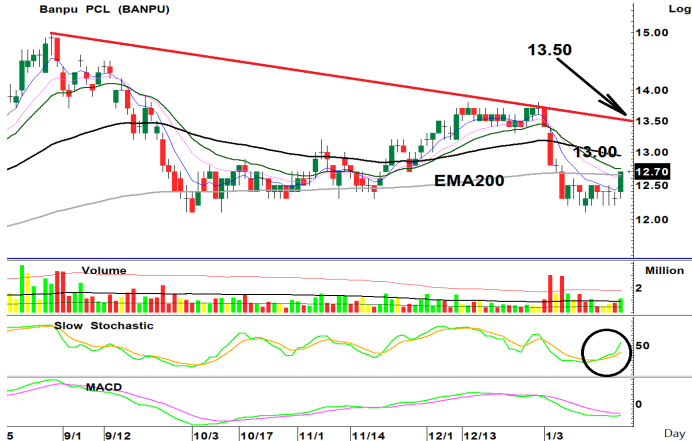 Banpu PCL (BANPU) Log
15.00
13.50
14.00
13.50
13.00
13.00
12.70
EMA200
12.50
12.00
Volume Million
2
Slow Stochastic
50
MACD
0
5 9/1 9/12 10/3 10/17 11/1 11/14 12/1 12/13 1/3 Day